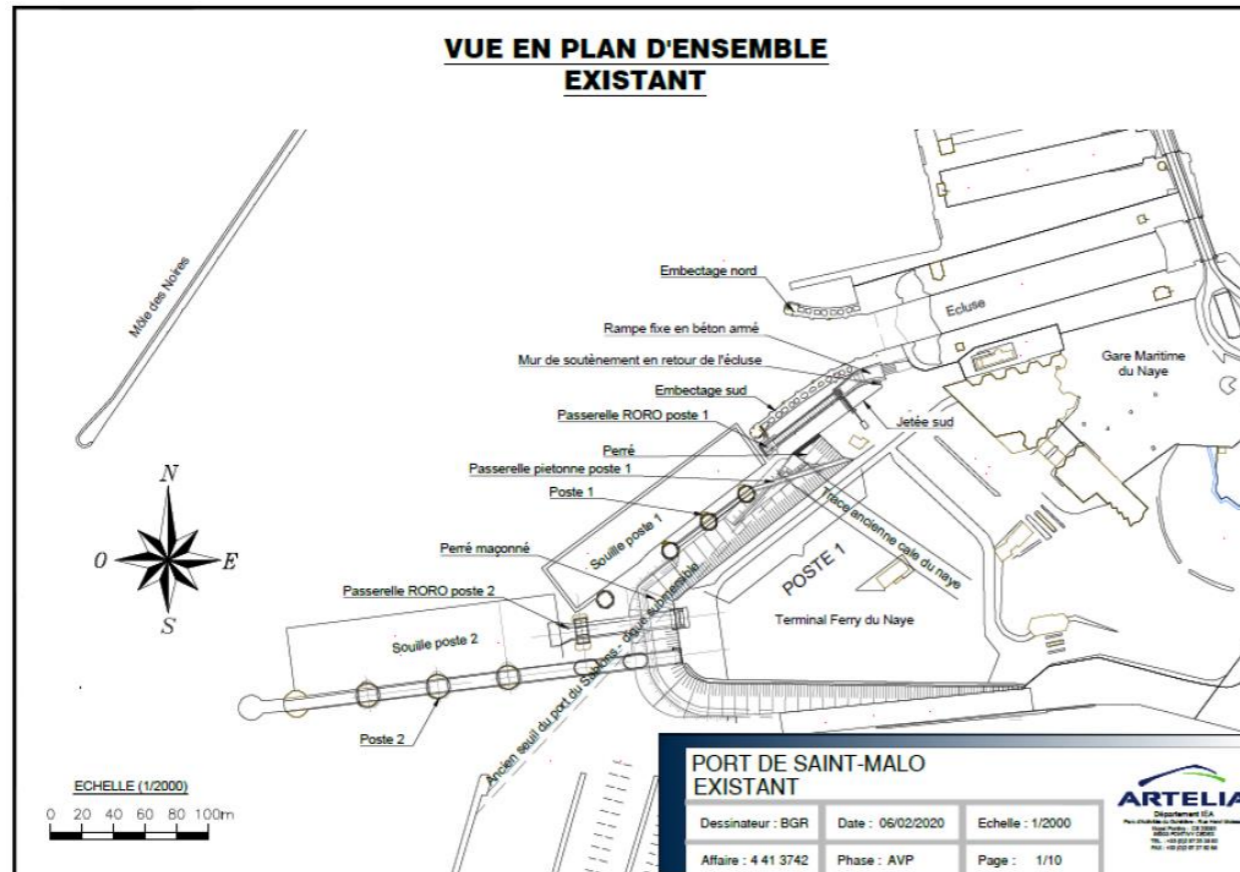 VUE EN PLAN D'ENSEMBLE
EXISTANT
Môle des Noires
Embectage nord
Ecluse
Rampe fixe en béton armé
Mur de soutènement en retour de l'écluse
Gare Maritime
du Naye
Embectage sud
Passerelle RORO poste 1
Jetée sud
Perré
Passerelle pietonne poste 1
Poste 1
Trace ancienne cale du naye
Souille poste 1
POSTE 1
Perré maçonné
Passerelle RORO poste 2
Terminal Ferry du Naye
Souille poste 2
Ancien seuil du port du Sablons - digue submersible
Poste 2
N
O
E
S
ECHELLE (1/2000)
0 20 40 60 80 100m
PORT DE SAINT-MALO
EXISTANT
Dessinateur : BGR
Date : 06/02/2020
Echelle : 1/2000
Affaire : 4 41 3742
Phase : AVP
Page : 1/10
ARTELIA
Département